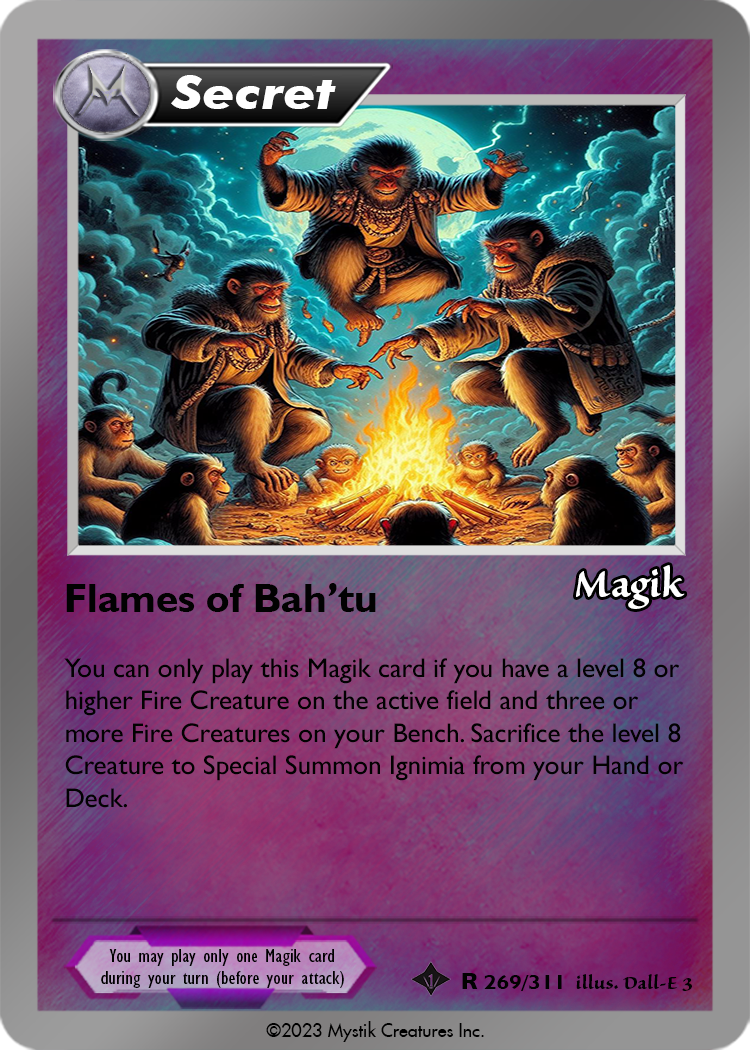 Secret
Flames of Bah’tu
Magik
You can only play this Magik card if you have a level 8 or
higher Fire Creature on the active field and three or
more Fire Creatures on your Bench. Sacrifice the level 8
Creature to Special Summon Ignimia from your Hand or
Deck.
You may play only one Magik card
during your turn (before your attack)
1 R 269/311 illus. Dall-E 3
©2023 Mystik Creatures Inc.